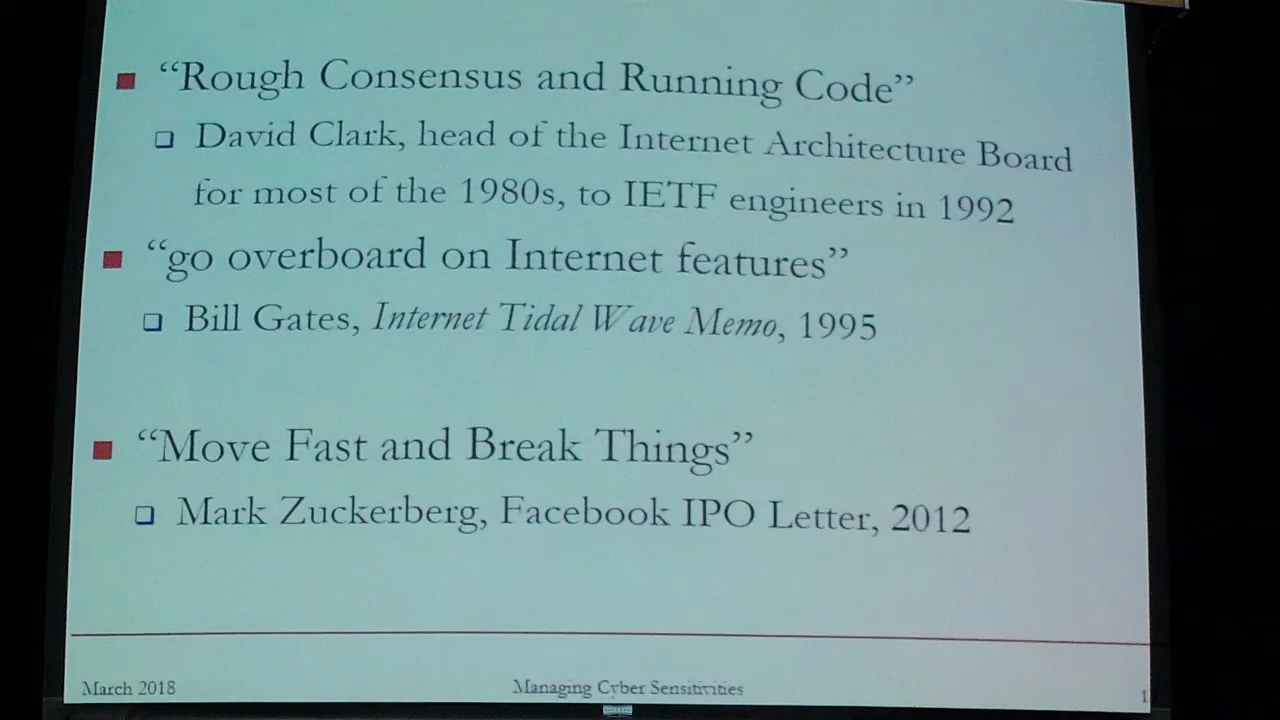 “Rough Consensus and Running Code”
David Clark, head of the Internet Architecture Board
for most of the 1980s, to IETF engineers in 1992
“go overboard on Internet features”
Bill Gates, Internet Tidal Wave Memo, 1995
“Move Fast and Break Things”
Mark Zuckerberg, Facebook IPO Letter, 2012
March 2018 Managing Cyber Sensitivities 1